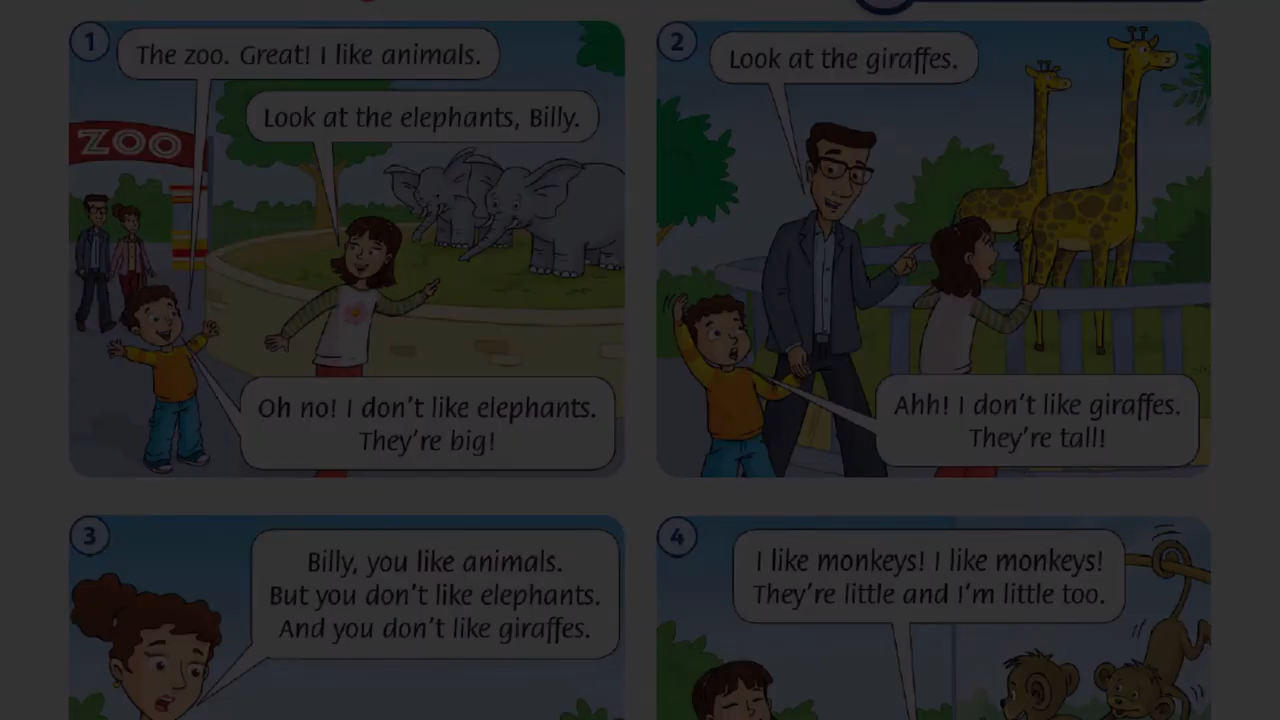 1
The zoo. Great! I like animals.
Look at the elephants, Billy.
ZOO
Oh no! I don't like elephants.
They're big!
2
Look at the giraffes.
Ahh! I don't like giraffes.
They're tall!
3
Billy, you like animals.
But you don't like elephants.
And you don't like giraffes.
4
I like monkeys! I like monkeys!
They're little and I'm little too.